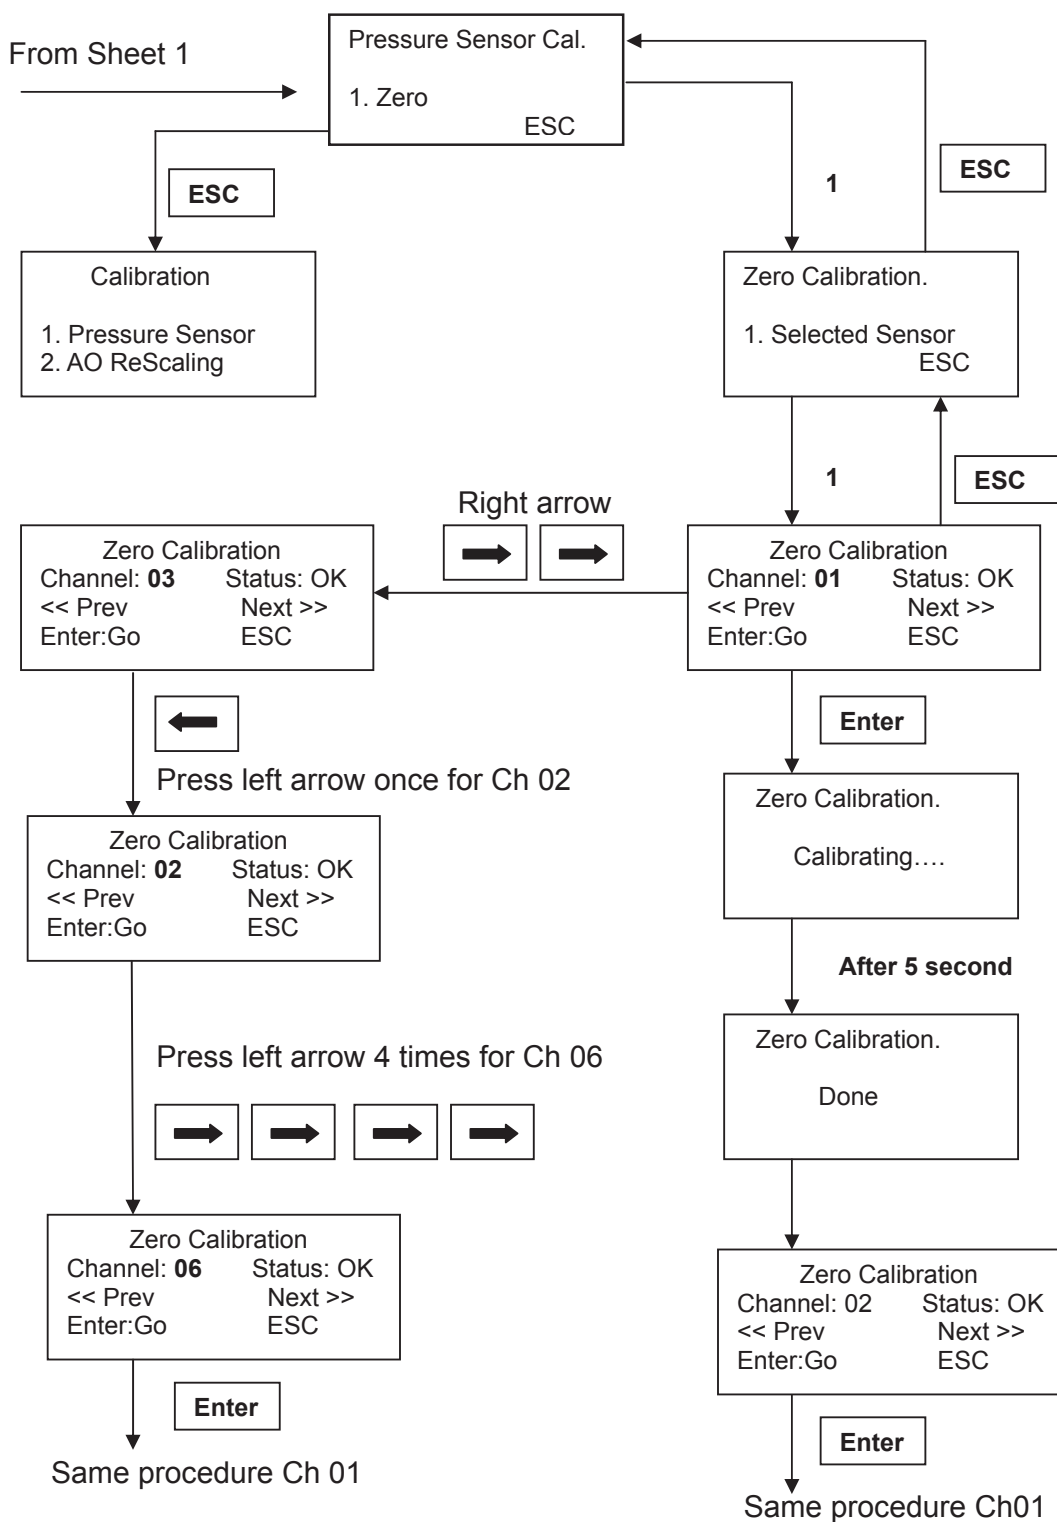 From Sheet 1
Pressure Sensor Cal.
1. Zero
ESC
ESC
1
ESC
Calibration
1. Pressure Sensor
2. AO ReScaling
Zero Calibration.
1. Selected Sensor
ESC
1
ESC
Right arrow
Zero Calibration
Channel: 03 Status: OK
<< Prev Next >>
Enter:Go ESC
Zero Calibration
Channel: 01 Status: OK
<< Prev Next >>
Enter:Go ESC
Press left arrow once for Ch 02
Enter
Zero Calibration.
Calibrating....
Zero Calibration
Channel: 02 Status: OK
<< Prev Next >>
Enter:Go ESC
After 5 second
Zero Calibration.
Done
Press left arrow 4 times for Ch 06
Zero Calibration
Channel: 06 Status: OK
<< Prev Next >>
Enter:Go ESC
Zero Calibration
Channel: 02 Status: OK
<< Prev Next >>
Enter:Go ESC
Enter
Same procedure Ch 01
Enter
Same procedure Ch01